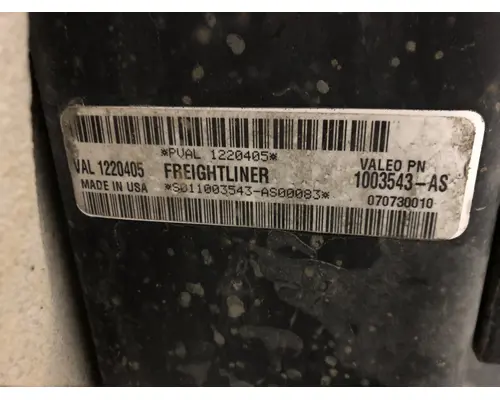 *PVAL 1220405*
VAL 1220405 FREIGHTLINER VALEO PN
MADE IN USA *S011003543-AS00083* 1003543-AS
070730010